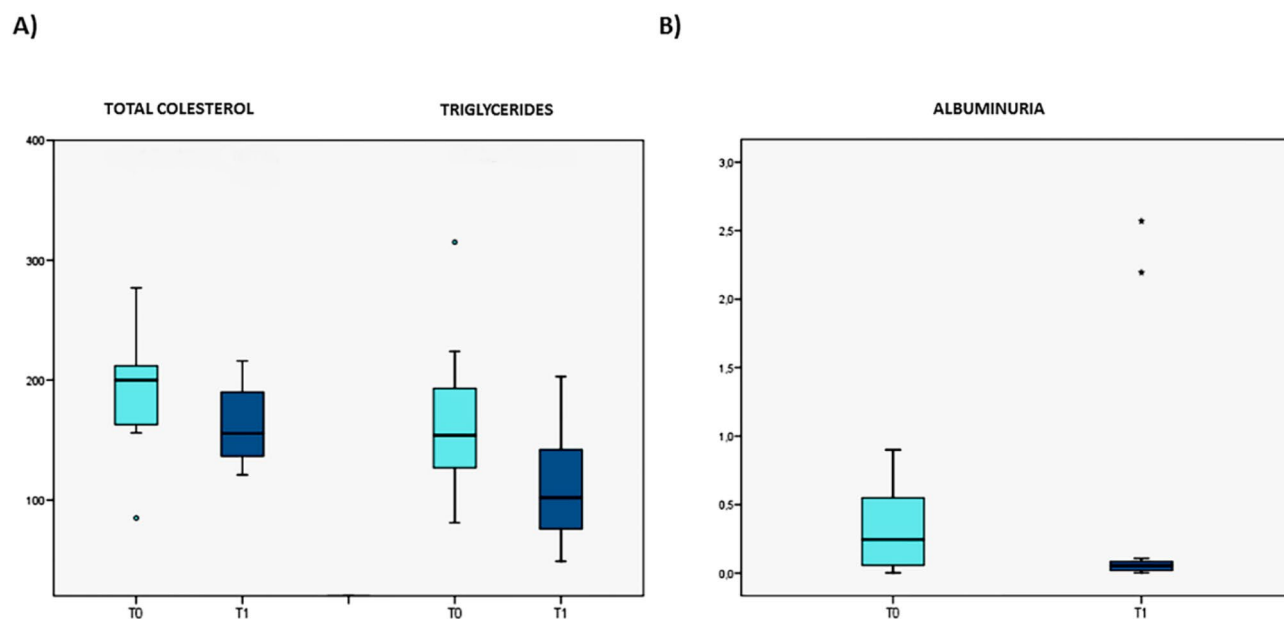 A)
B)
TOTAL COLESTEROL
TRIGLYCERIDES
ALBUMINURIA
400
300
200
100
T0
T1
T0
T1
3,0
2,5
2,0
1,5
1,0
0,5
0,0
T0
T1